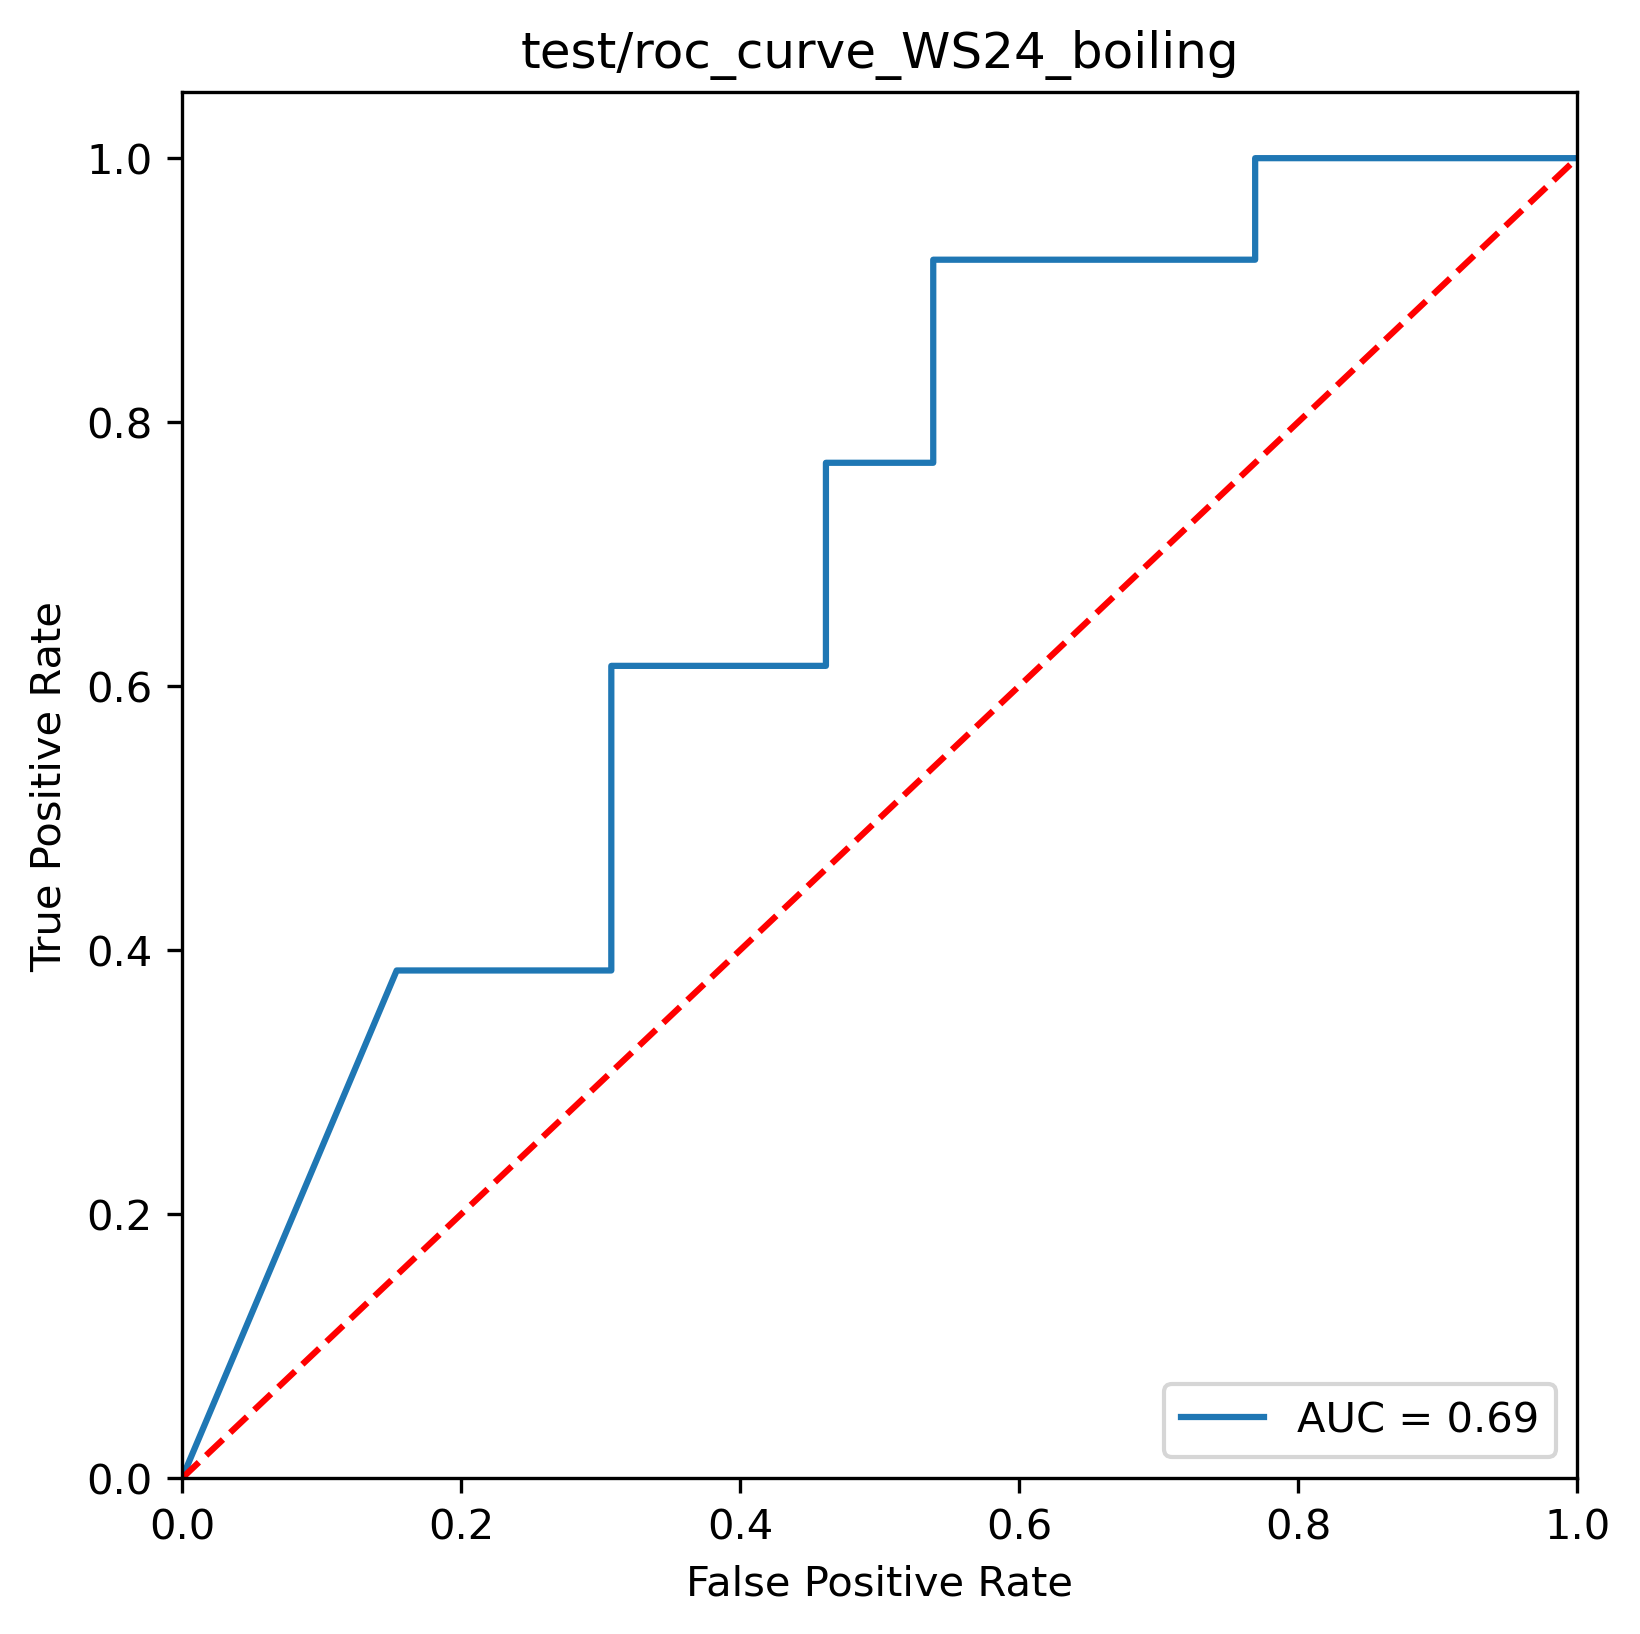 test/roc_curve_WS24_boiling
True Positive Rate
1.0
0.8
0.6
0.4
0.2
0.0
0.0 0.2 0.4 0.6 0.8 1.0
False Positive Rate
AUC = 0.69